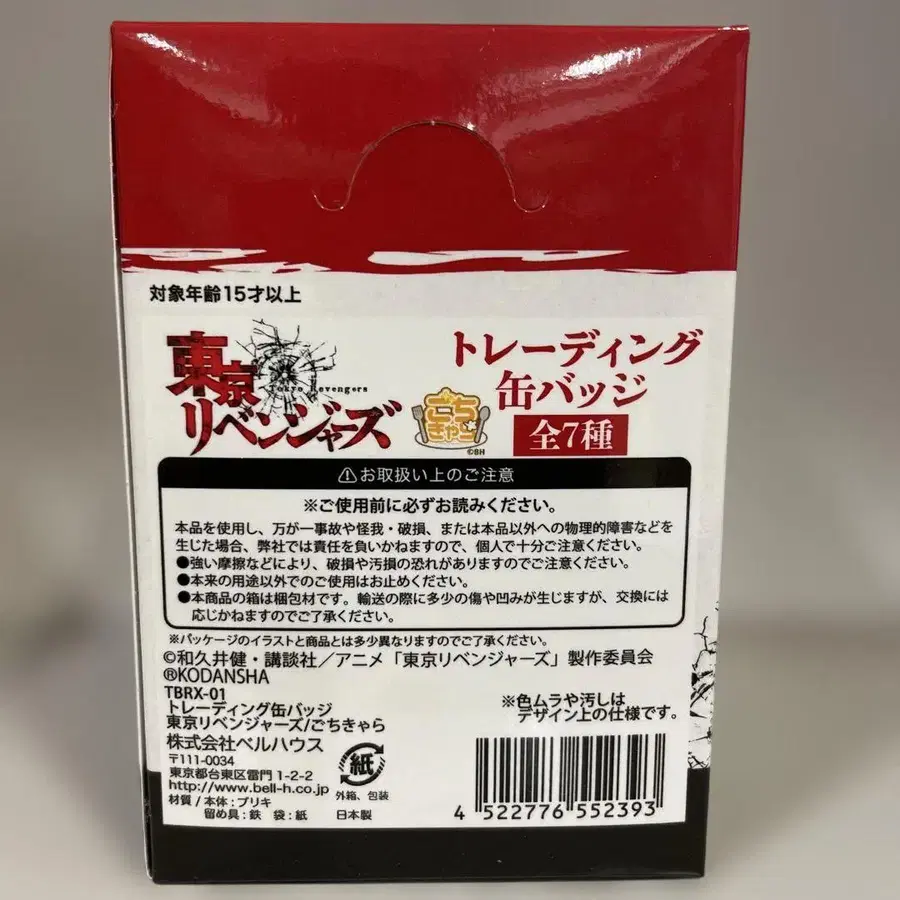 対象年齢15才以上
東京
Tokyo Revengers
リベンジャーズ
ごち
きゃら
©BH
トレーディング
缶バッジ
全7種
お取扱い上のご注意
※ご使用前に必ずお読みください。
本品を使用し、万が一事故や怪我・破損、または本品以外への物理的障害などを
生じた場合、弊社では責任を負いかねますので、個人で十分ご注意ください。
●強い摩擦などにより、破損や汚損の恐れがありますのでご注意ください。
●本来の用途以外でのご使用はお止めください。
●本商品の箱は梱包材です。輸送の際に多少の傷や凹みが生じますが、交換には
応じかねますのでご了承ください。
※パッケージのイラストと商品とは多少異なりますのでご了承ください。
©和久井健・講談社／アニメ「東京リベンジャーズ」製作委員会
®KODANSHA
TBRX-01
トレーディング缶バッジ
東京リベンジャーズ/ごちきゃら
株式会社ベルハウス
〒111-0034
東京都台東区雷門 1-2-2
http://www.bell-h.co.jp
材質 / 本体：ブリキ
留め具：鉄 袋：紙
紙
外箱、包装
日本製
※色ムラや汚しは
デザイン上の仕様です。
4 522776 552393